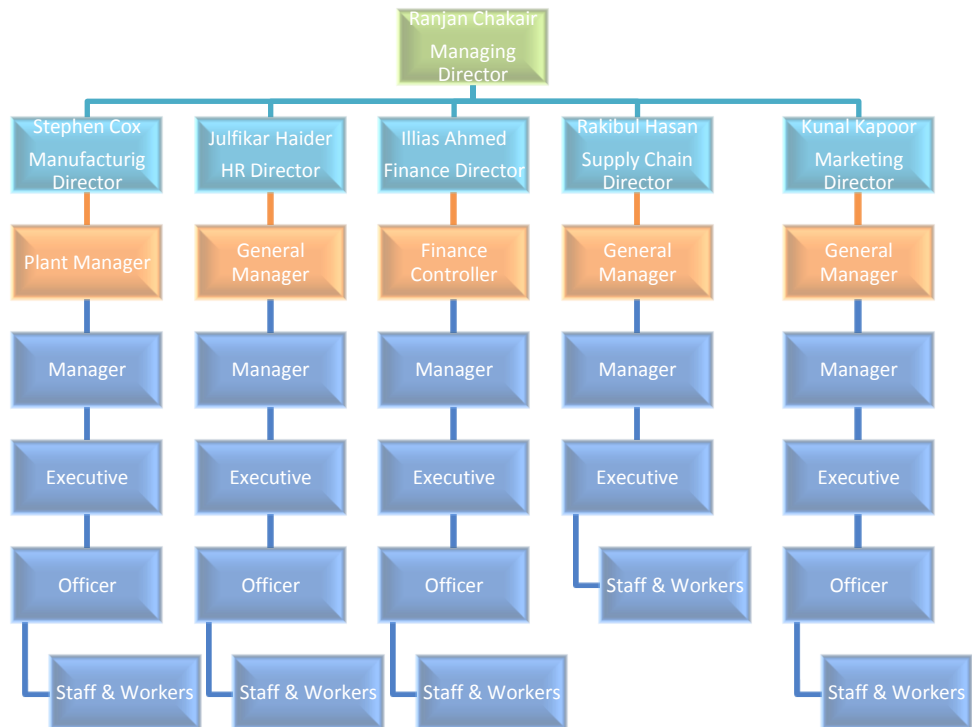 Ranjan Chakair
Managing
Director
Stephen Cox
Manufacturig
Director
Julfikar Haider
HR Director
Illias Ahmed
Finance Director
Rakibul Hasan
Supply Chain
Director
Kunal Kapoor
Marketing
Director
Plant Manager
General
Manager
Finance
Controller
General
Manager
General
Manager
Manager
Manager
Manager
Manager
Manager
Executive
Executive
Executive
Executive
Executive
Officer
Officer
Officer
Staff & Workers
Officer
Staff & Workers
Staff & Workers
Staff & Workers
Staff & Workers